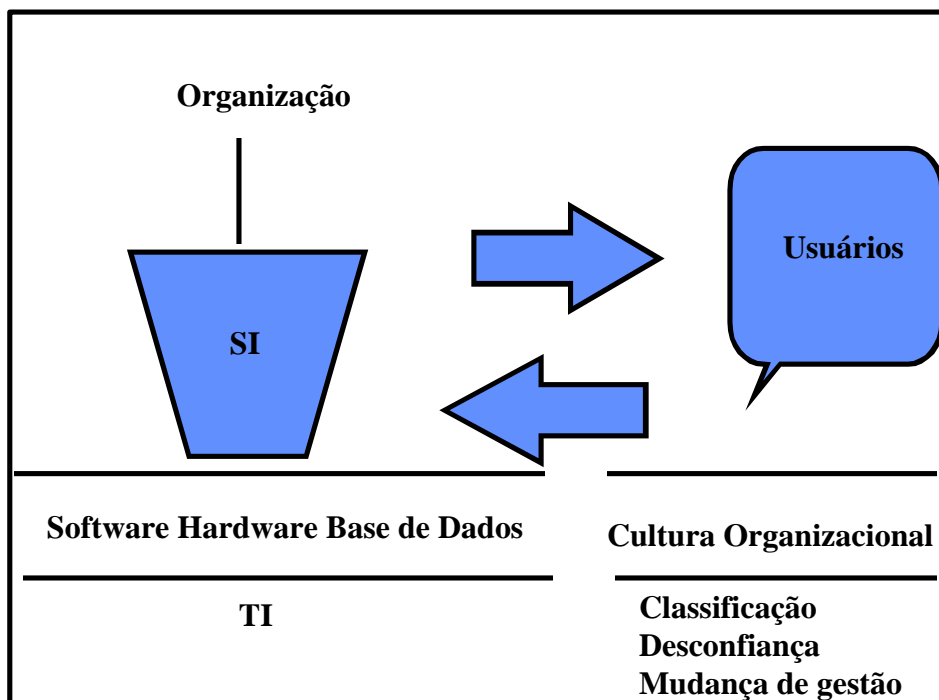 Organização
Usuários
SI
Software Hardware Base de Dados
Cultura Organizacional
TI
Classificação
Desconfiança
Mudança de gestão